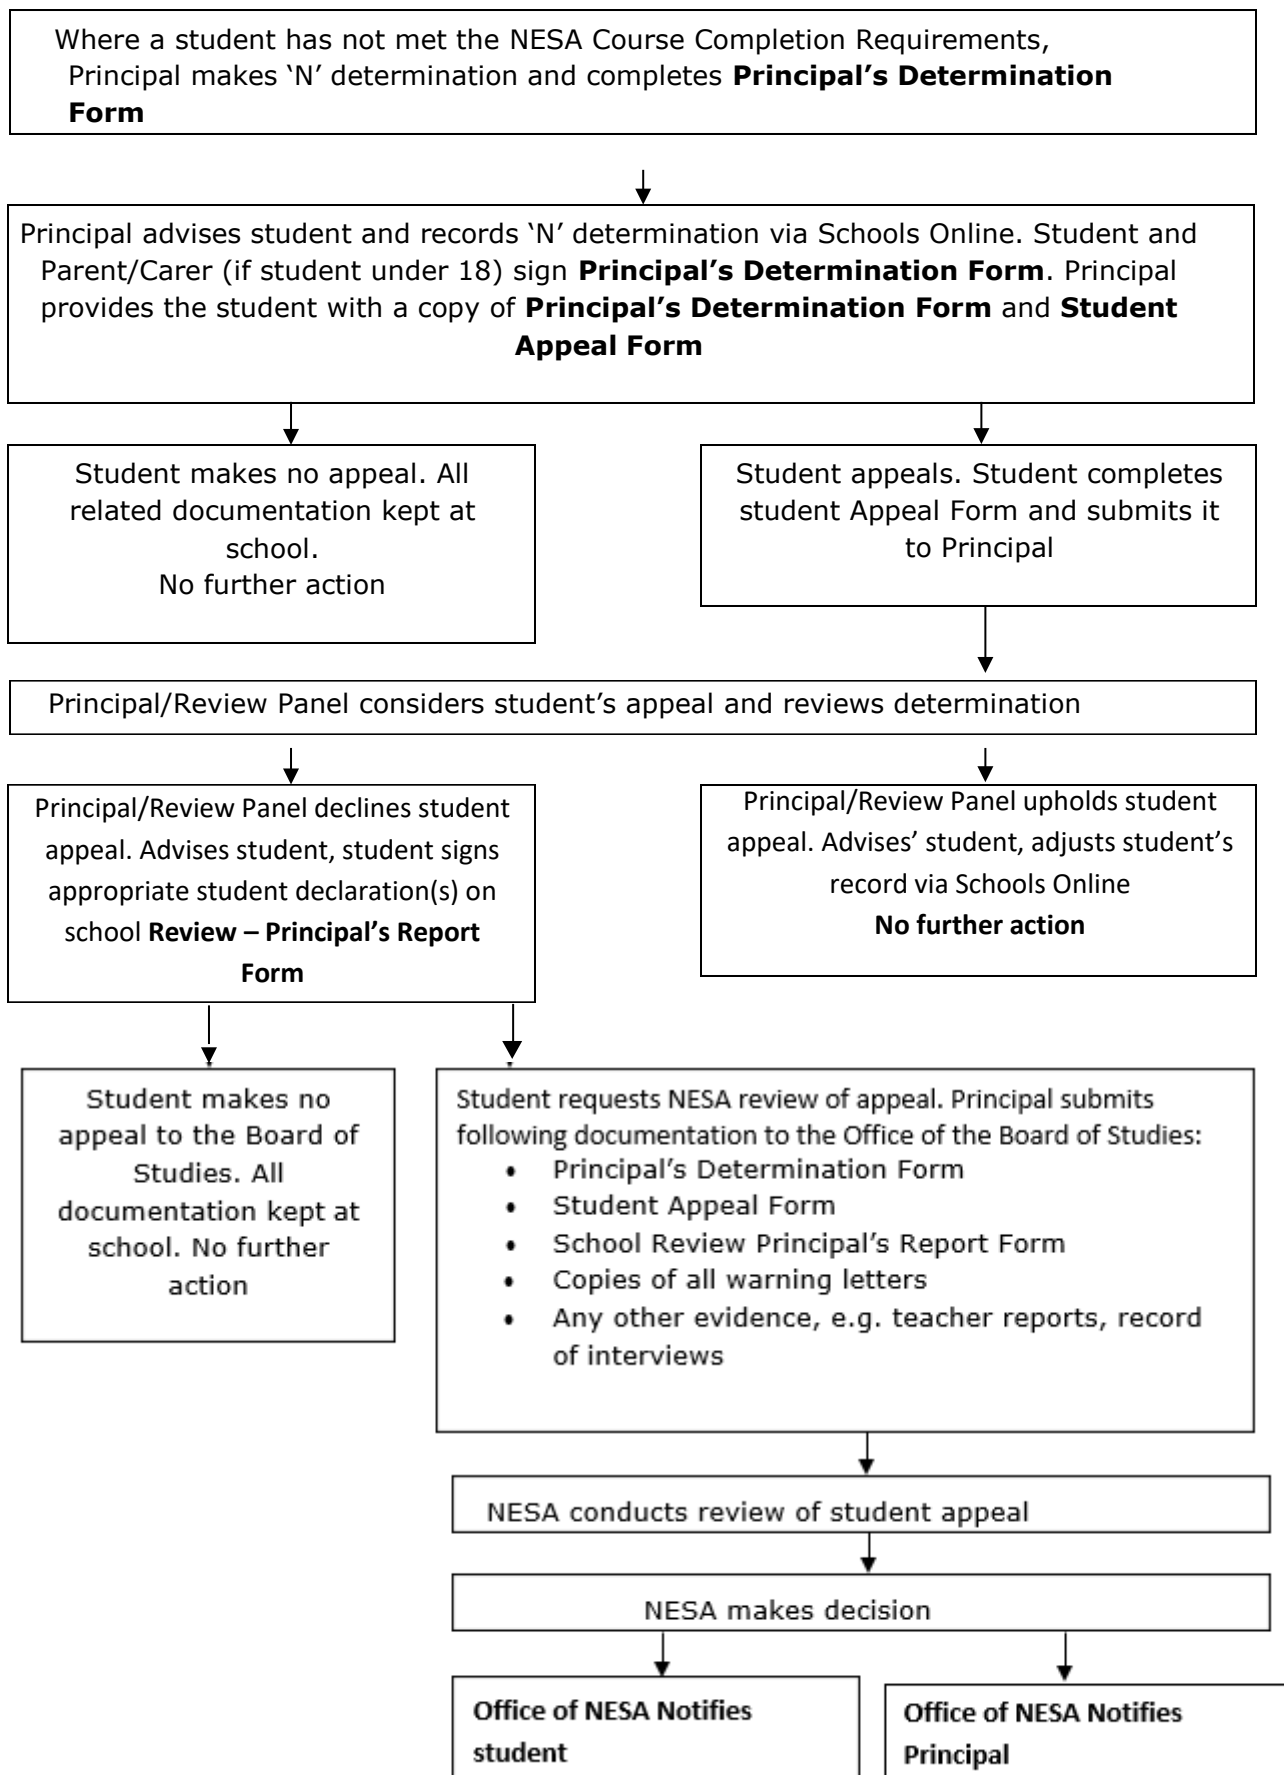 Where a student has not met the NESA Course Completion Requirements,
Principal makes ‘N’ determination and completes Principal’s Determination
Form
Principal advises student and records ‘N’ determination via Schools Online. Student and
Parent/Carer (if student under 18) sign Principal’s Determination Form. Principal
provides the student with a copy of Principal’s Determination Form and Student
Appeal Form
Student makes no appeal. All
related documentation kept at
school.
No further action
Student appeals. Student completes
student Appeal Form and submits it
to Principal
Principal/Review Panel considers student’s appeal and reviews determination
Principal/Review Panel declines student
appeal. Advises student, student signs
appropriate student declaration(s) on
school Review – Principal’s Report
Form
Principal/Review Panel upholds student
appeal. Advises’ student, adjusts student’s
record via Schools Online
No further action
Student makes no
appeal to the Board of
Studies. All
documentation kept at
school. No further
action
Student requests NESA review of appeal. Principal submits
following documentation to the Office of the Board of Studies:
• Principal’s Determination Form
• Student Appeal Form
• School Review Principal’s Report Form
• Copies of all warning letters
• Any other evidence, e.g. teacher reports, record
of interviews
NESA conducts review of student appeal
NESA makes decision
Office of NESA Notifies
student
Office of NESA Notifies
Principal